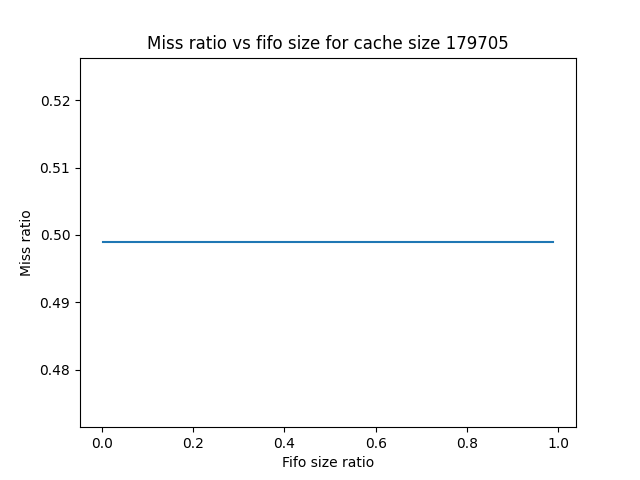 Miss ratio vs fifo size for cache size 179705
0.52
0.51
0.50
0.49
0.48
Miss ratio
0.0 0.2 0.4 0.6 0.8 1.0
Fifo size ratio